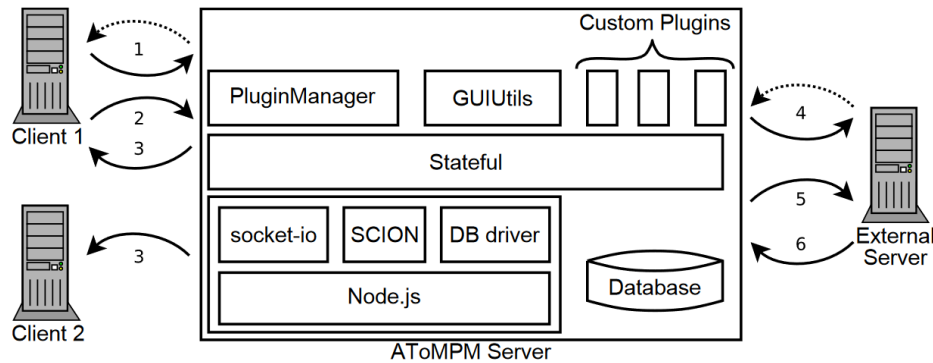 Custom Plugins
1
4
PluginManager
GUIUtils
2
Client 1
3
Stateful
5
socket-io
SCION
DB driver
External
Server
3
6
Node.js
Database
Client 2
AToMPM Server